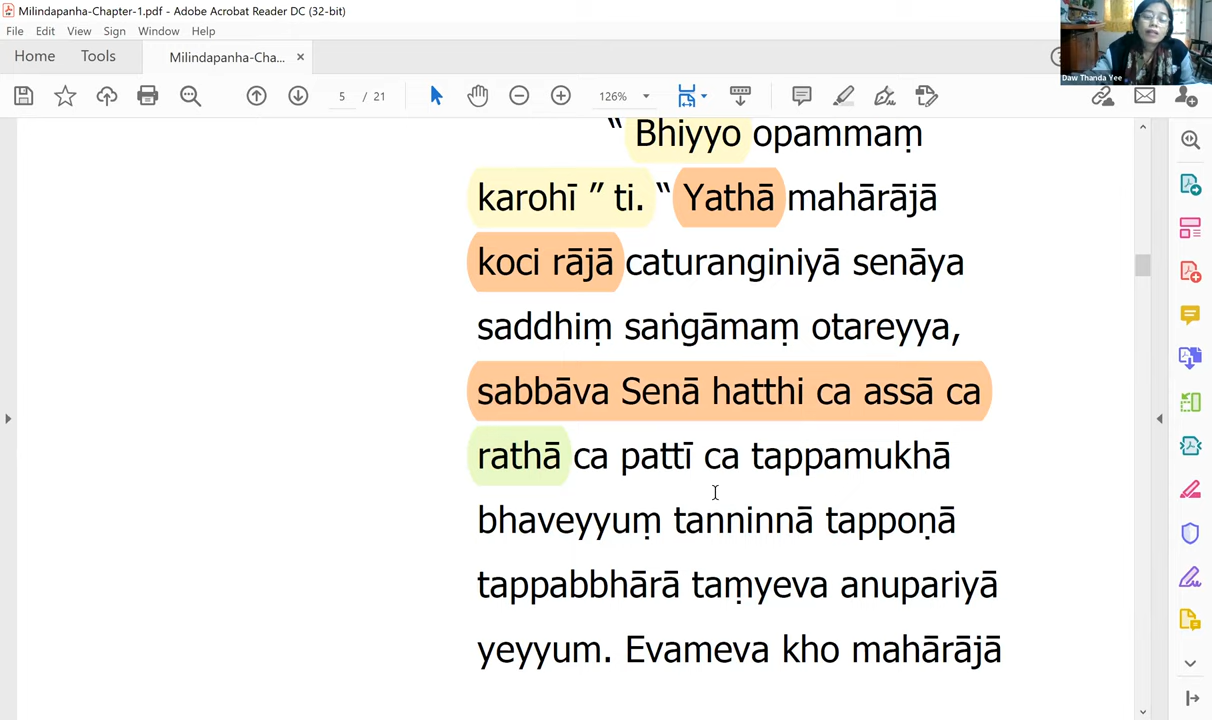 Milindapanha-Chapter-1.pdf - Adobe Acrobat Reader DC (32-bit)
File Edit View Sign Window Help
Home Tools Milindapanha-Cha... ×
5 / 21 126%
Daw Thanda Yee
“ Bhiyyo opammaṃ
karohī ” ti. “ Yathā mahārājā
koci rājā caturanginiyā senāya
saddhiṃ saṅgāmaṃ otareyya,
sabbāva Senā hatthi ca assā ca
rathā ca pattī ca tappamukhā
bhaveyyuṃ tanninnā tappoṇā
tappabbhārā taṃyeva anupariyā
yeyyum. Evameva kho mahārājā